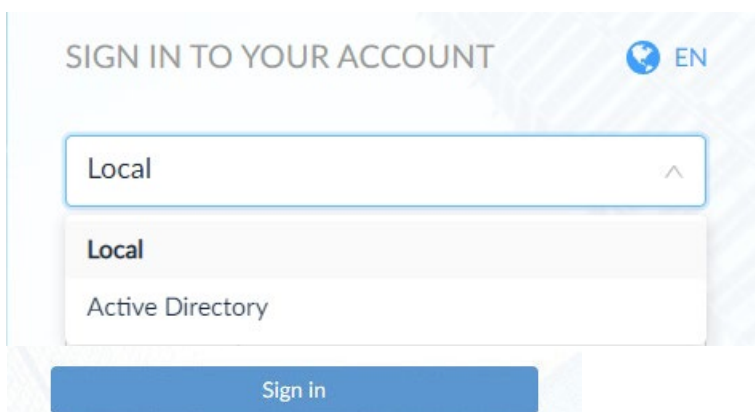 SIGN IN TO YOUR ACCOUNT EN
Local
Local
Active Directory
Sign in